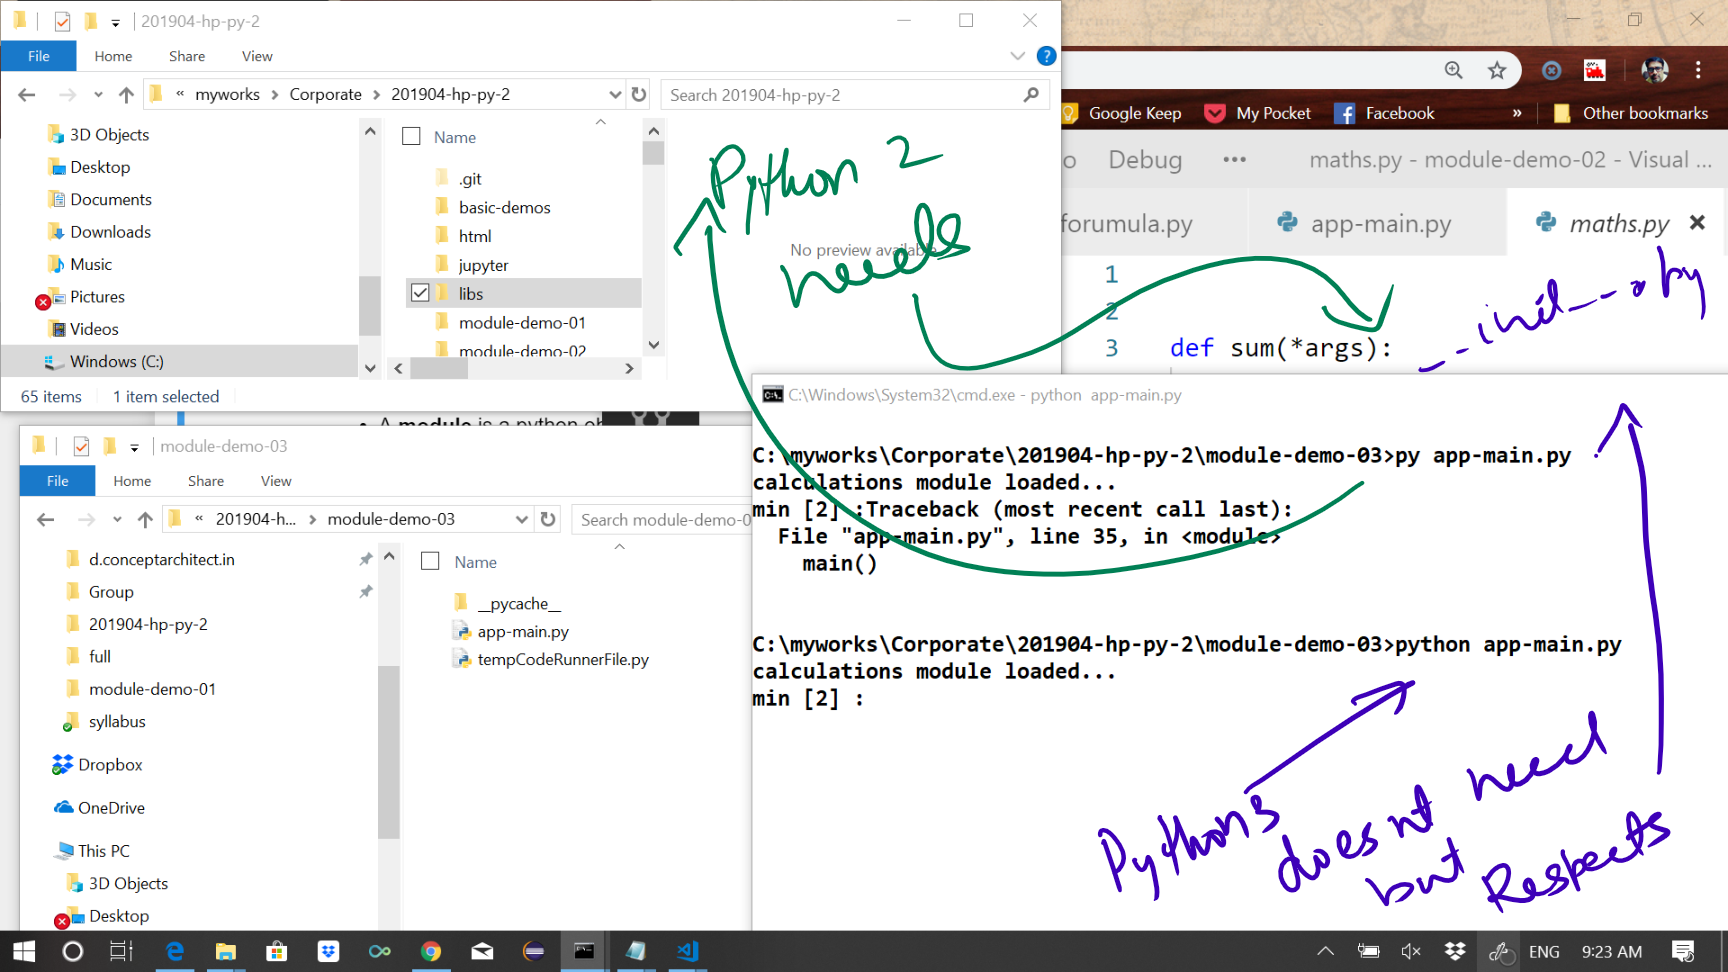 201904-hp-py-2
File
Home
Share
View
« myworks > Corporate > 201904-hp-py-2
Search 201904-hp-py-2
3D Objects
Desktop
Documents
Downloads
Music
Pictures
Videos
Windows (C:)
Name
.git
basic-demos
html
jupyter
libs
module-demo-01
module-demo-02
No preview available.
65 items
1 item selected
Python 2
needs
Google Keep
My Pocket
Facebook
»
Other bookmarks
Debug
···
maths.py - module-demo-02 - Visual ...
forumula.py
app-main.py
maths.py
1
2
3 def sum(*args):
__init__.py
• A module is a python ob
module-demo-03
File
Home
Share
View
« 201904-h... > module-demo-03
Search module-demo-0
d.conceptarchitect.in
Group
201904-hp-py-2
full
module-demo-01
syllabus
Dropbox
OneDrive
This PC
3D Objects
Desktop
Name
__pycache__
app-main.py
tempCodeRunnerFile.py
C:\Windows\System32\cmd.exe - python app-main.py
C:\myworks\Corporate\201904-hp-py-2\module-demo-03>py app-main.py
calculations module loaded...
min [2] :Traceback (most recent call last):
File "app-main.py", line 35, in <module>
main()
C:\myworks\Corporate\201904-hp-py-2\module-demo-03>python app-main.py
calculations module loaded...
min [2] :
Python3
doesnt need
but Respects
ENG
9:23 AM